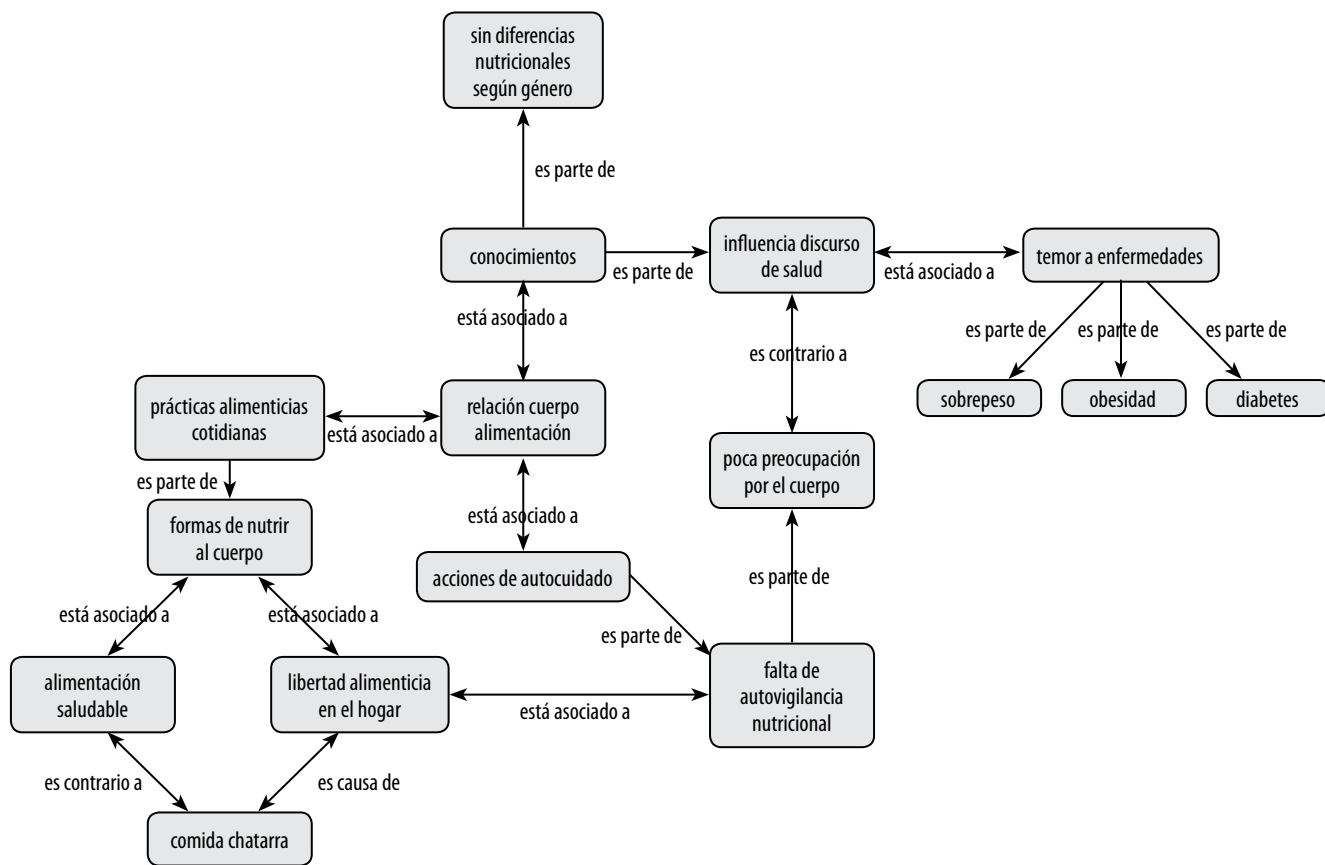 sin diferencias
nutricionales
según género
es parte de
conocimientos
es parte de
influencia discurso
de salud
está asociado a
temor a enfermedades
está asociado a
es parte de
es parte de
es parte de
es contrario a
sobrepeso
obesidad
diabetes
prácticas alimenticias
cotidianas
está asociado a
relación cuerpo
alimentación
poca preocupación
por el cuerpo
es parte de
formas de nutrir
al cuerpo
está asociado a
acciones de autocuidado
es parte de
está asociado a
está asociado a
es parte de
alimentación
saludable
libertad alimenticia
en el hogar
está asociado a
falta de
autovigilancia
nutricional
es contrario a
es causa de
comida chatarra